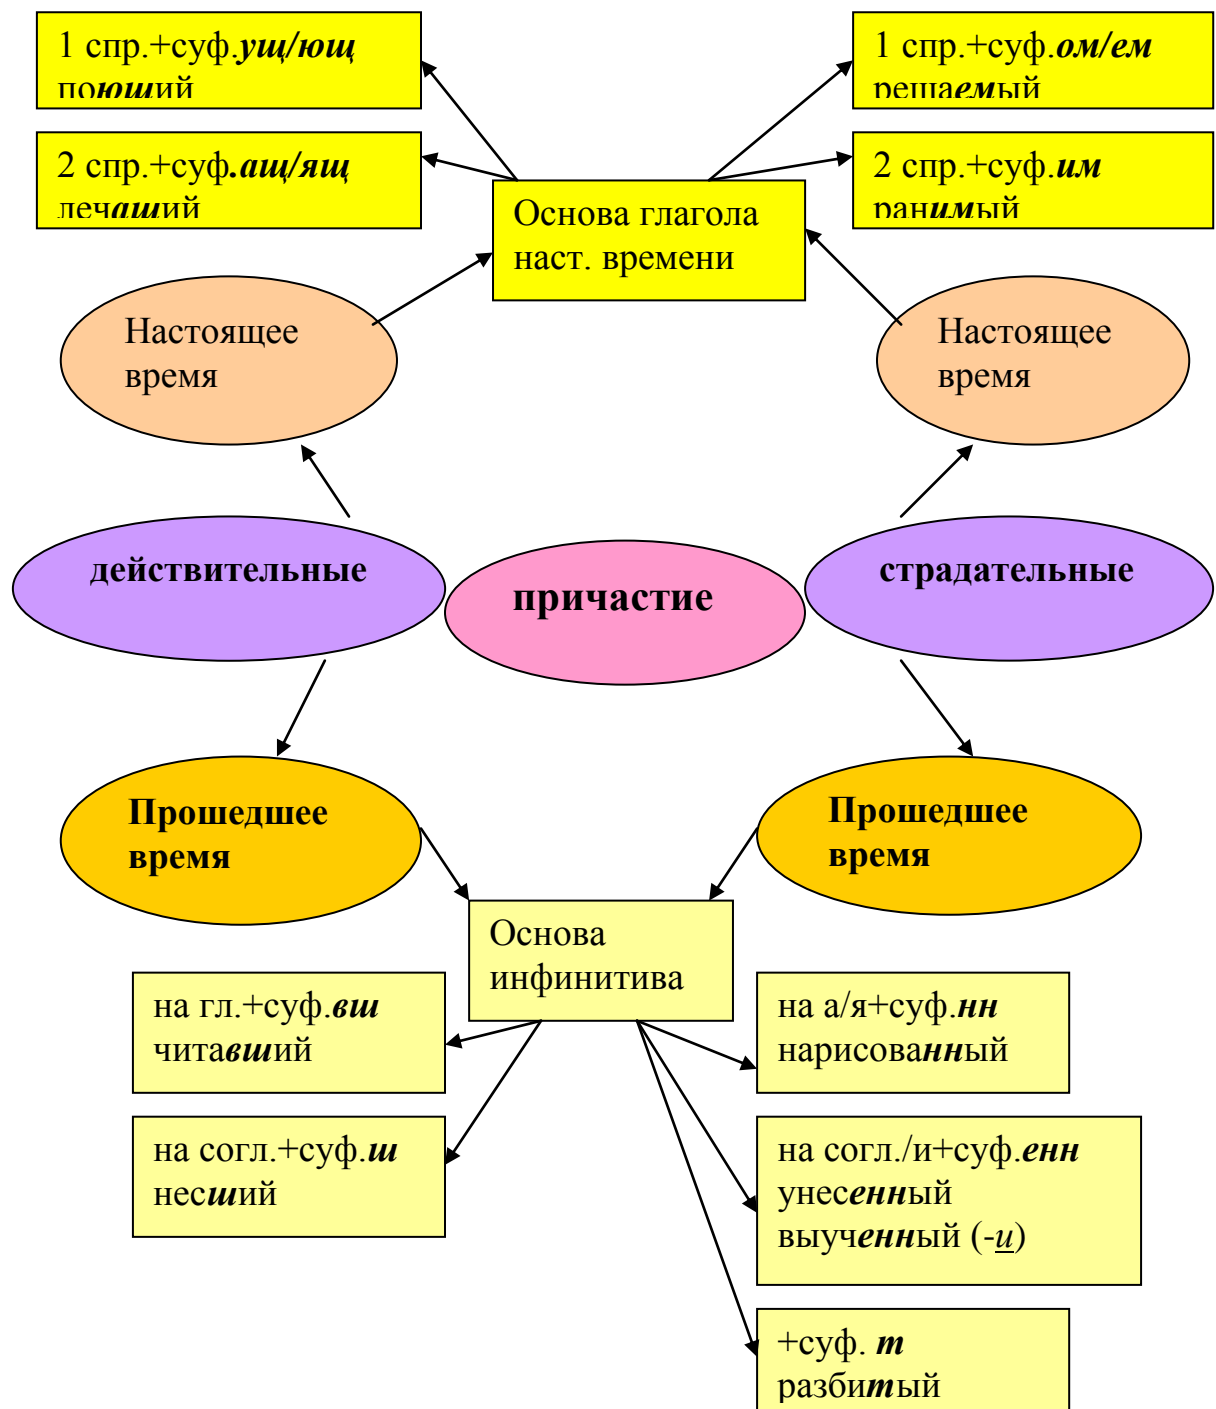 1 спр.+суф.ущ/ющ
поющий
1 спр.+суф.ом/ем
решаемый
2 спр.+суф.ащ/ящ
лечащий
2 спр.+суф.им
ранимый
Основа глагола
наст. времени
Настоящее
время
Настоящее
время
действительные
причастие
страдательные
Прошедшее
время
Прошедшее
время
Основа
инфинитива
на гл.+суф.вш
читавший
на а/я+суф.нн
нарисованный
на согл.+суф.ш
несший
на согл./и+суф.енн
унесенный
выученный (-и)
+суф. т
разбитый